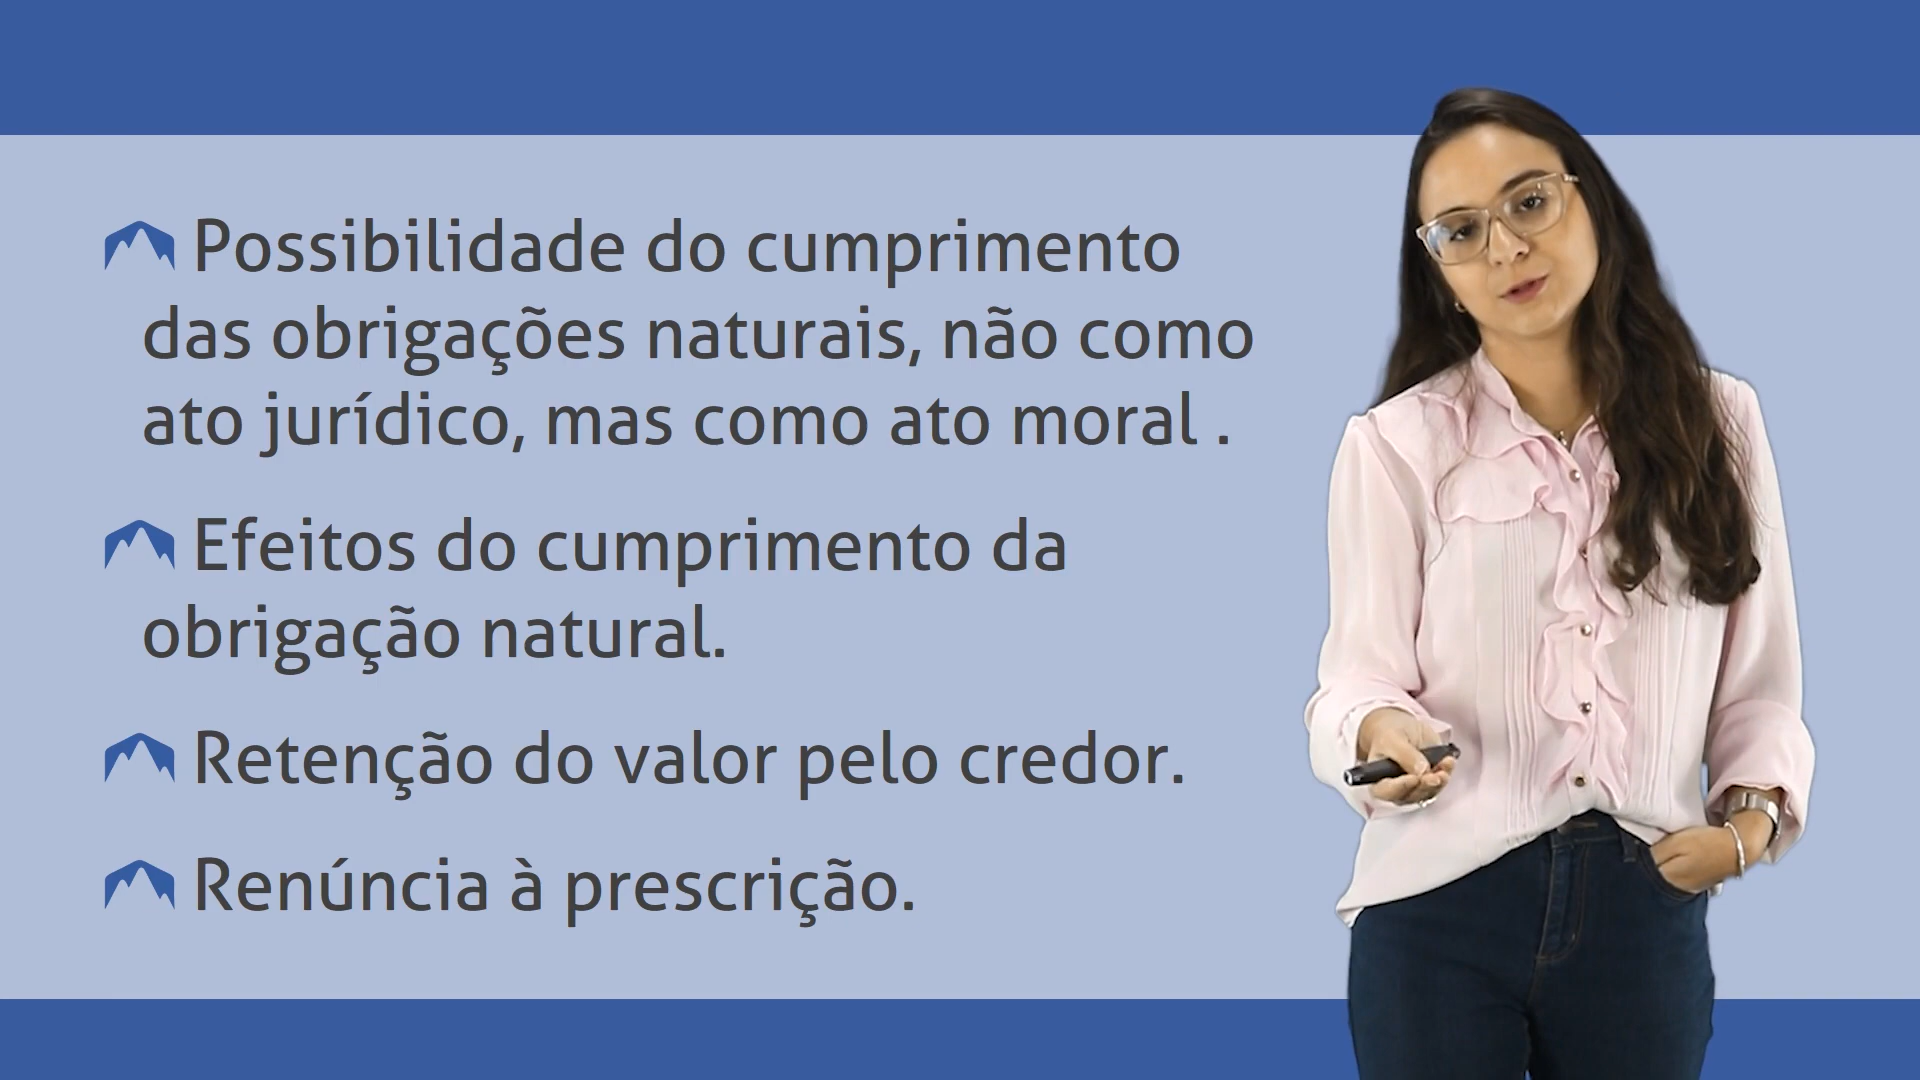 Possibilidade do cumprimento
das obrigações naturais, não como
ato jurídico, mas como ato moral .
Efeitos do cumprimento da
obrigação natural.
Retenção do valor pelo credor.
Renúncia à prescrição.